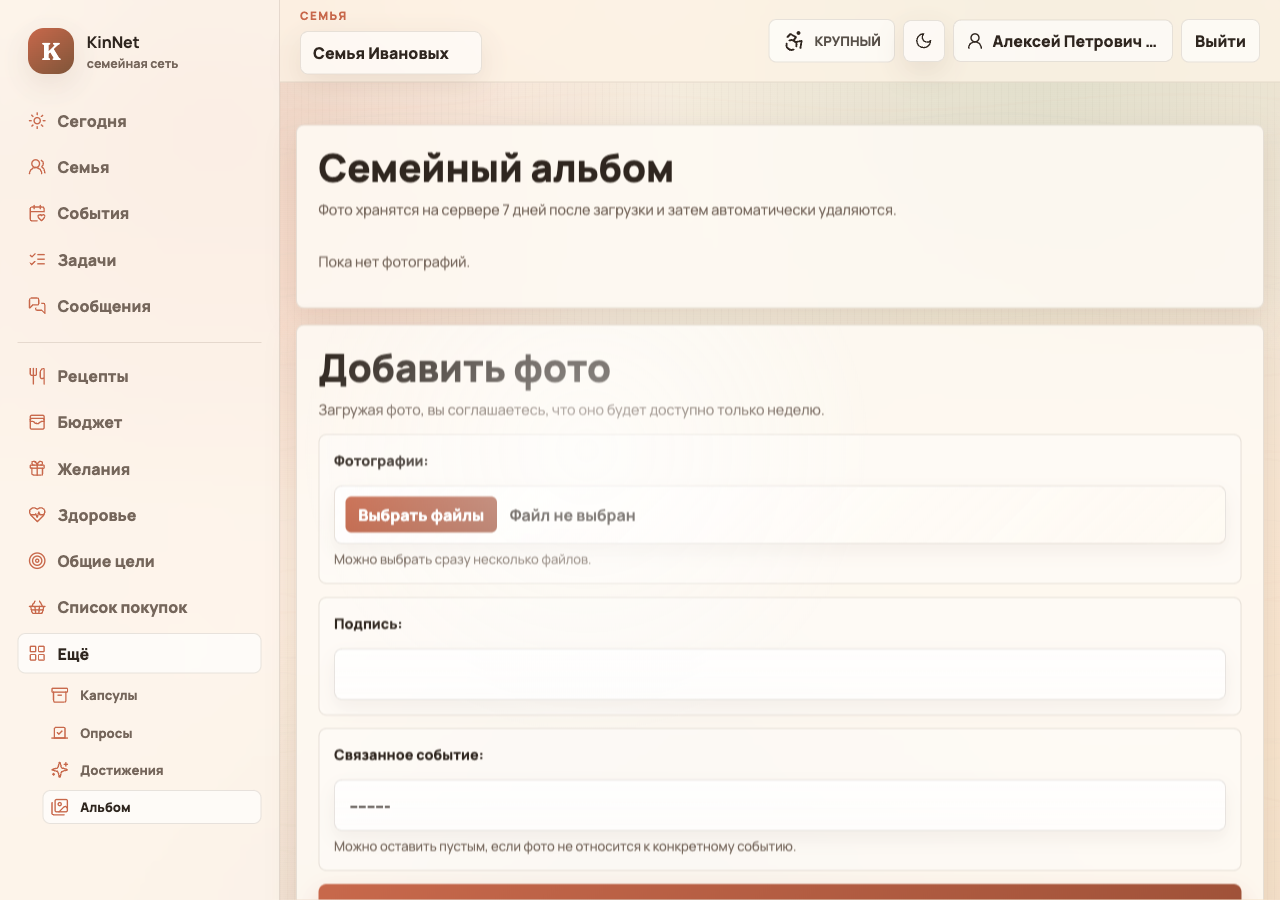 K
KinNet
семейная сеть
Сегодня
Семья
События
Задачи
Сообщения
Рецепты
Бюджет
Желания
Здоровье
Общие цели
Список покупок
Ещё
Капсулы
Опросы
Достижения
Альбом
СЕМЬЯ
Семья Ивановых
КРУПНЫЙ
Алексей Петрович ...
Выйти
Семейный альбом
Фото хранятся на сервере 7 дней после загрузки и затем автоматически удаляются.
Пока нет фотографий.
Добавить фото
Загружая фото, вы соглашаетесь, что оно будет доступно только неделю.
Фотографии:
Выбрать файлы Файл не выбран
Можно выбрать сразу несколько файлов.
Подпись:
Связанное событие:
---------
Можно оставить пустым, если фото не относится к конкретному событию.